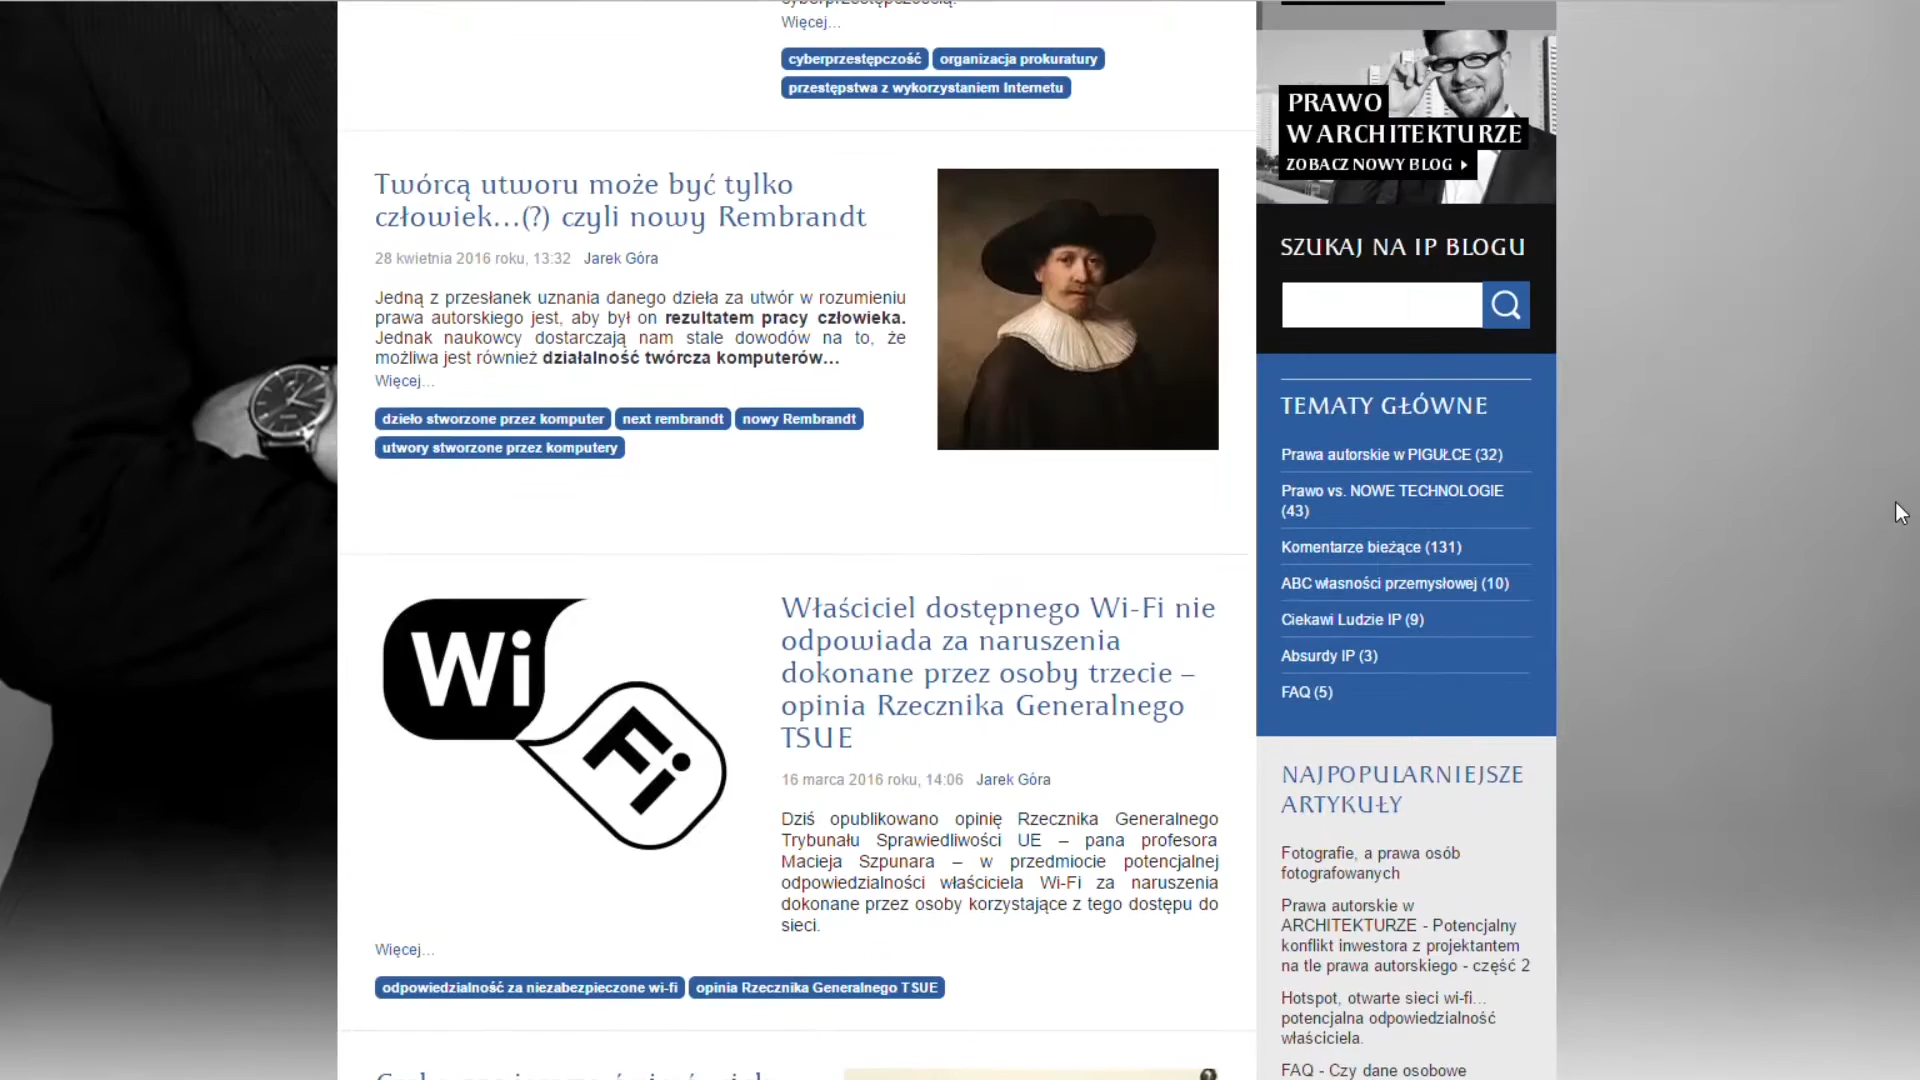 Więcej...
cyberprzestępczość organizacja prokuratury
przestępstwa z wykorzystaniem Internetu
Twórcą utworu może być tylko
człowiek...(?) czyli nowy Rembrandt
28 kwietnia 2016 roku, 13:32 Jarek Góra
Jedną z przesłanek uznania danego dzieła za utwór w rozumieniu
prawa autorskiego jest, aby był on rezultatem pracy człowieka.
Jednak naukowcy dostarczają nam stale dowodów na to, że
możliwa jest również działalność twórcza komputerów...
Więcej...
dzieło stworzone przez komputer next rembrandt nowy Rembrandt
utwory stworzone przez komputery
Wi
Fi
Właściciel dostępnego Wi-Fi nie
odpowiada za naruszenia
dokonane przez osoby trzecie –
opinia Rzecznika Generalnego
TSUE
16 marca 2016 roku, 14:06 Jarek Góra
Dziś opublikowano opinię Rzecznika Generalnego
Trybunału Sprawiedliwości UE – pana profesora
Macieja Szpunara – w przedmiocie potencjalnej
odpowiedzialności właściciela Wi-Fi za naruszenia
dokonane przez osoby korzystające z tego dostępu do
sieci.
Więcej...
odpowiedzialność za niezabezpieczone wi-fi opinia Rzecznika Generalnego TSUE
PRAWO
W ARCHITEKTURZE
ZOBACZ NOWY BLOG
SZUKAJ NA IP BLOGU
TEMATY GŁÓWNE
Prawa autorskie w PIGUŁCE (32)
Prawo vs. NOWE TECHNOLOGIE
(43)
Komentarze bieżące (131)
ABC własności przemysłowej (10)
Ciekawi Ludzie IP (9)
Absurdy IP (3)
FAQ (5)
NAJPOPULARNIEJSZE
ARTYKUŁY
Fotografie, a prawa osób
fotografowanych
Prawa autorskie w
ARCHITEKTURZE - Potencjalny
konflikt inwestora z projektantem
na tle prawa autorskiego - część 2
Hotspot, otwarte sieci wi-fi...
potencjalna odpowiedzialność
właściciela.
FAQ - Czy dane osobowe